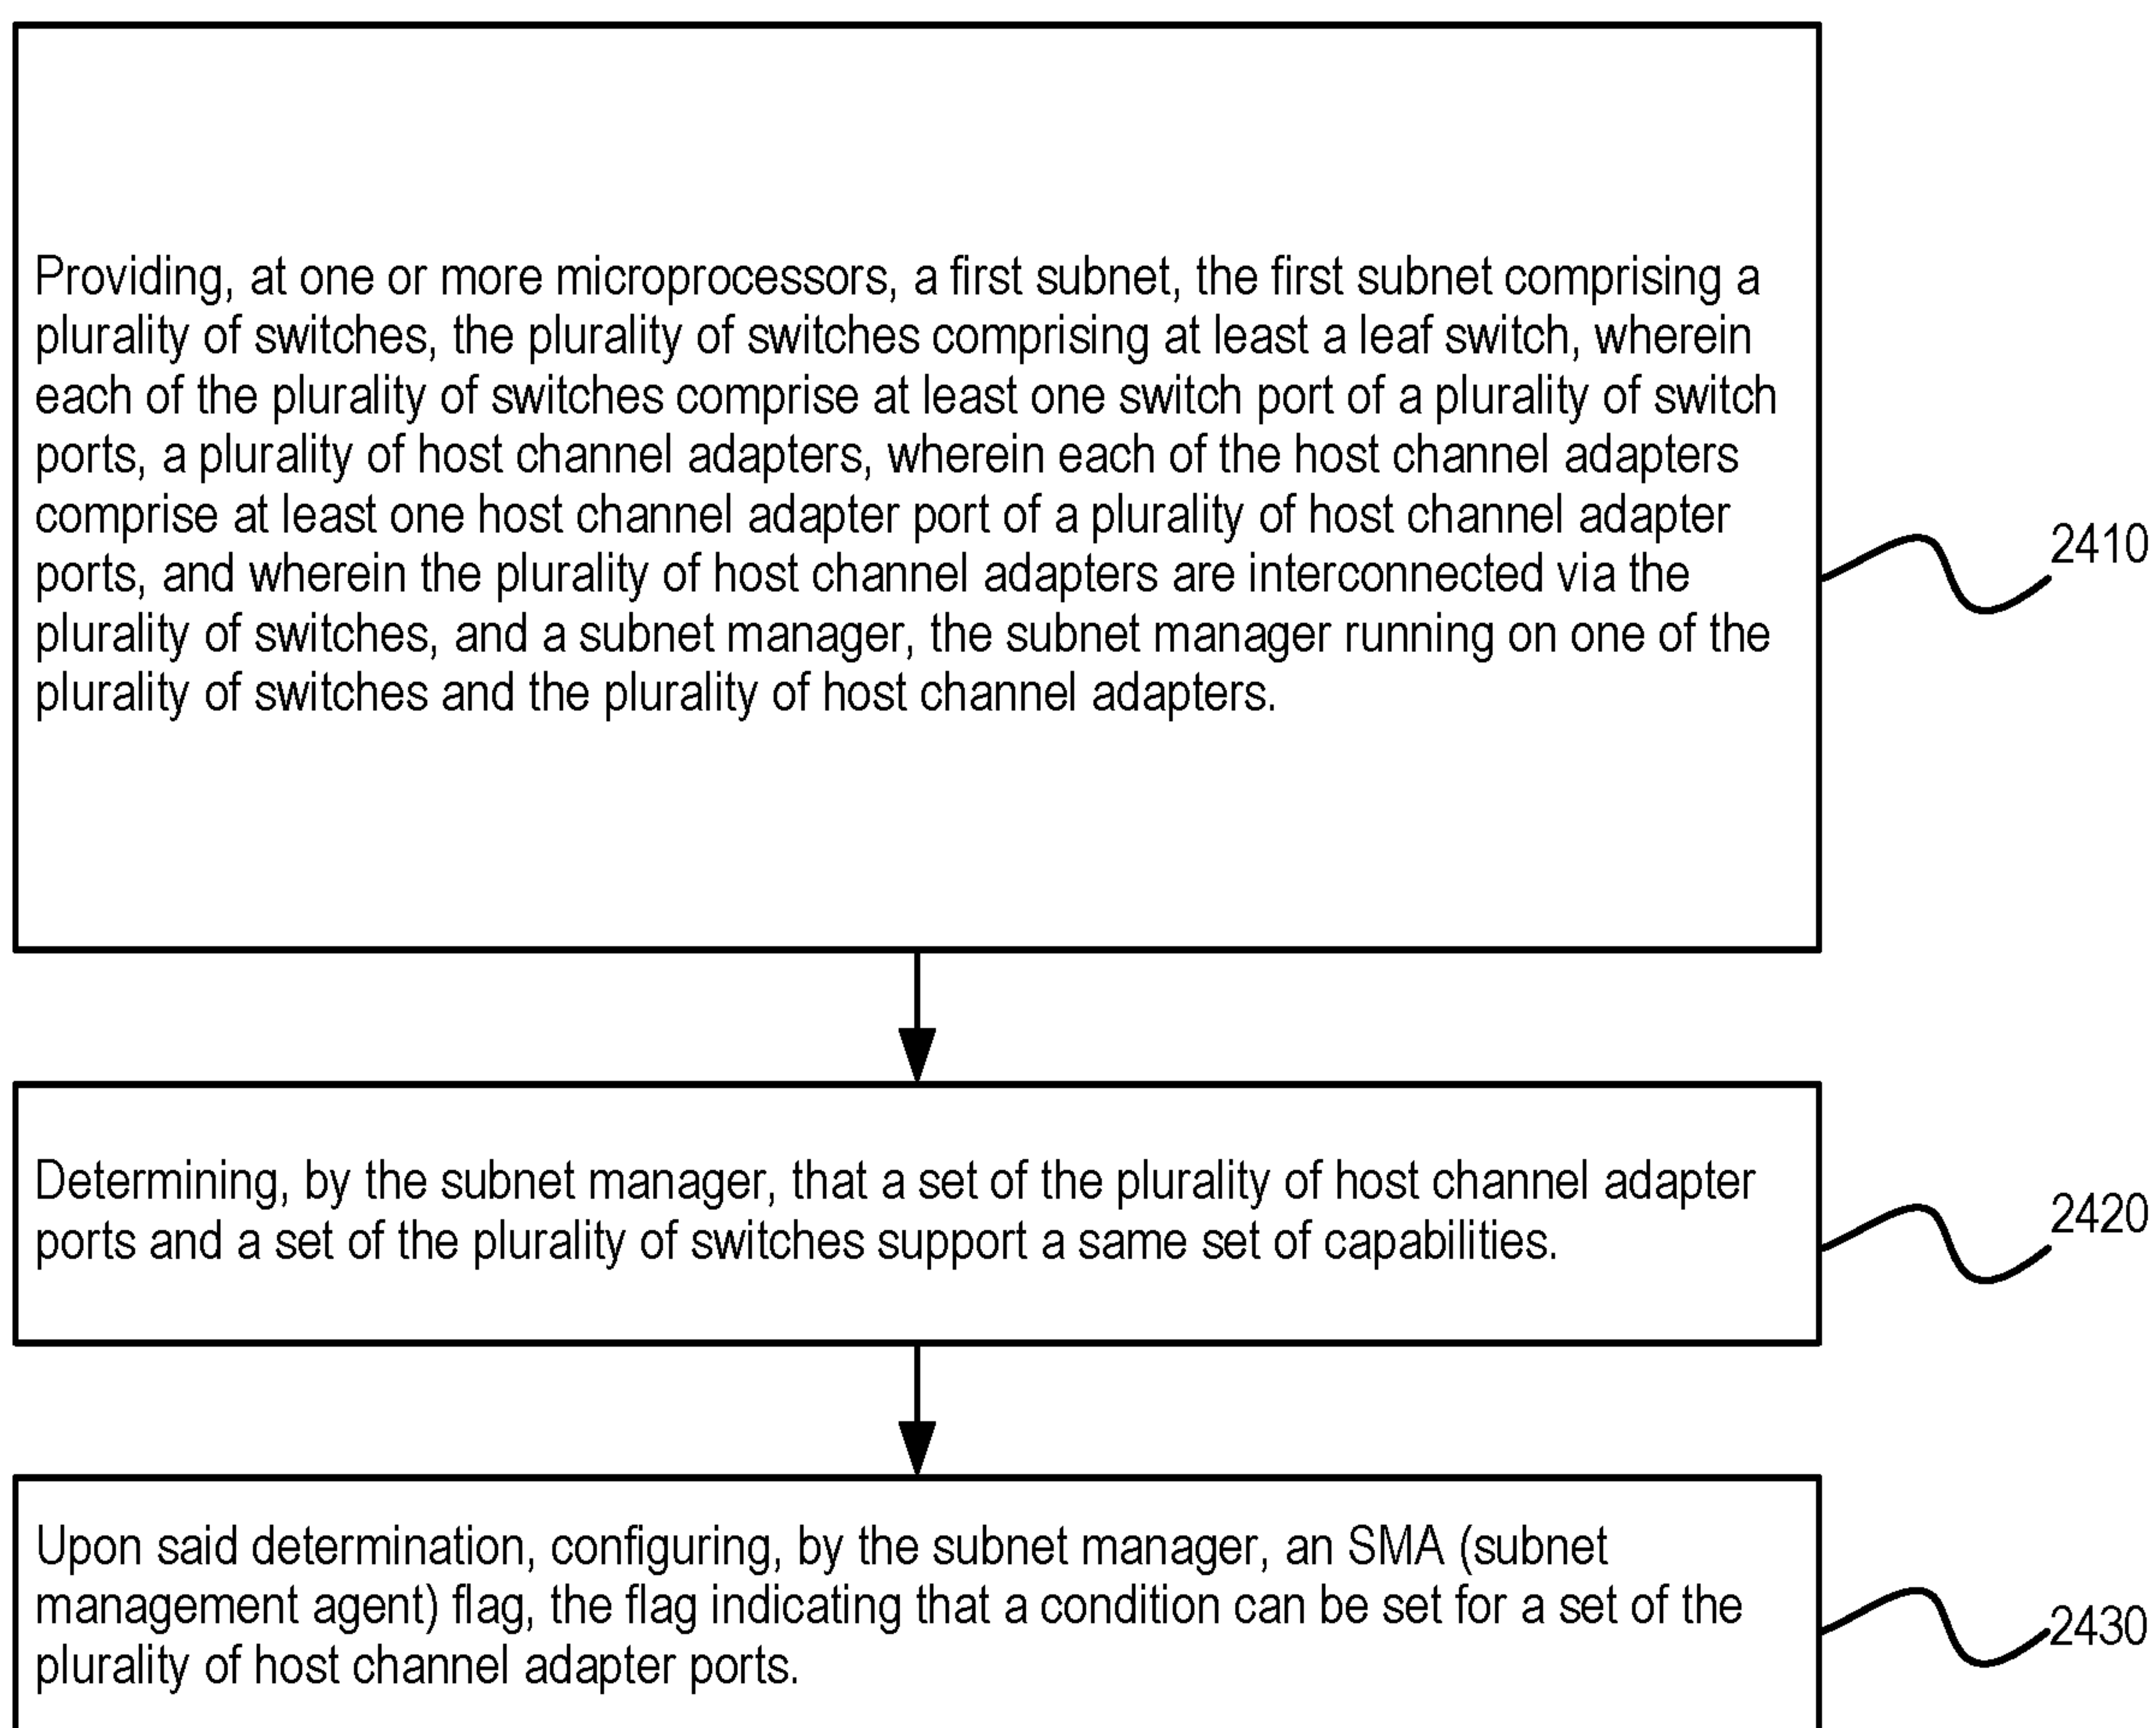 Providing, at one or more microprocessors, a first subnet, the first subnet comprising a
plurality of switches, the plurality of switches comprising at least a leaf switch, wherein
each of the plurality of switches comprise at least one switch port of a plurality of switch
ports, a plurality of host channel adapters, wherein each of the host channel adapters
comprise at least one host channel adapter port of a plurality of host channel adapter
ports, and wherein the plurality of host channel adapters are interconnected via the
plurality of switches, and a subnet manager, the subnet manager running on one of the
plurality of switches and the plurality of host channel adapters.
2410
Determining, by the subnet manager, that a set of the plurality of host channel adapter
ports and a set of the plurality of switches support a same set of capabilities.
2420
Upon said determination, configuring, by the subnet manager, an SMA (subnet
management agent) flag, the flag indicating that a condition can be set for a set of the
plurality of host channel adapter ports.
2430